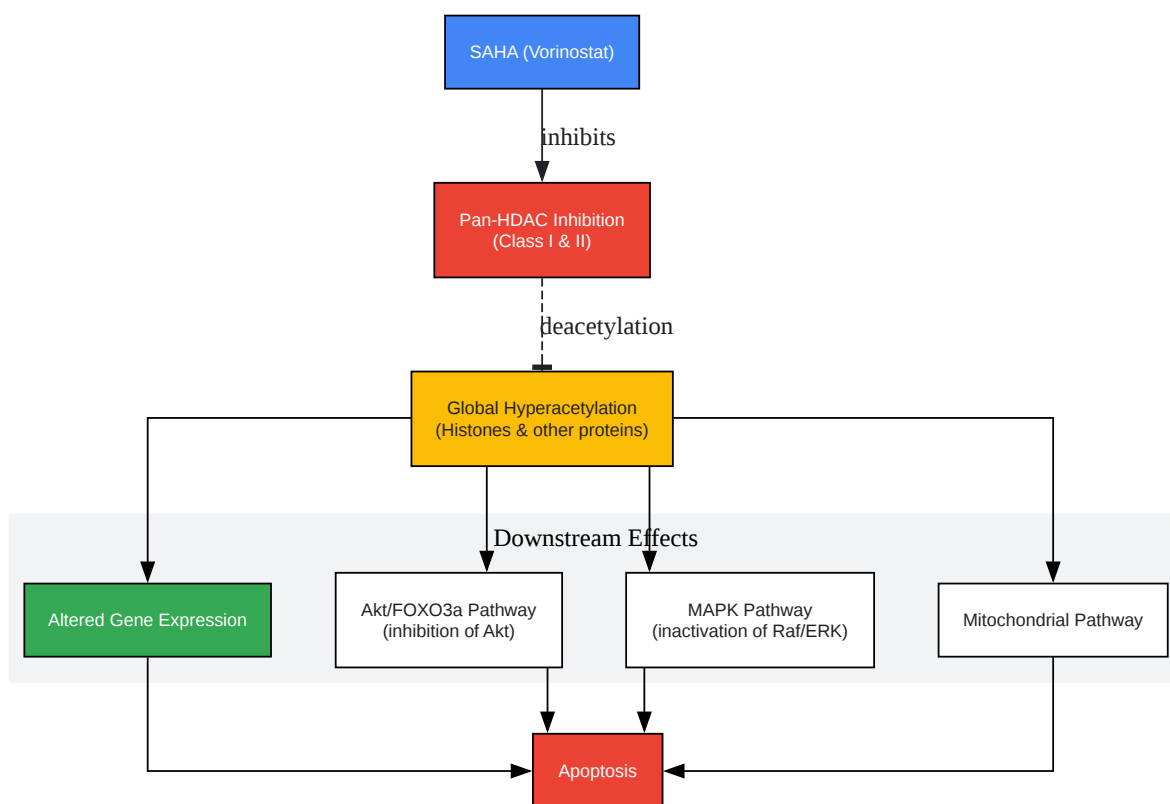 SAHA (Vorinostat)
inhibits
Pan-HDAC Inhibition
(Class I & II)
deacetylation
Global Hyperacetylation
(Histones & other proteins)
Downstream Effects
Altered Gene Expression
Akt/FOXO3a Pathway
(inhibition of Akt)
MAPK Pathway
(inactivation of Raf/ERK)
Mitochondrial Pathway
Apoptosis